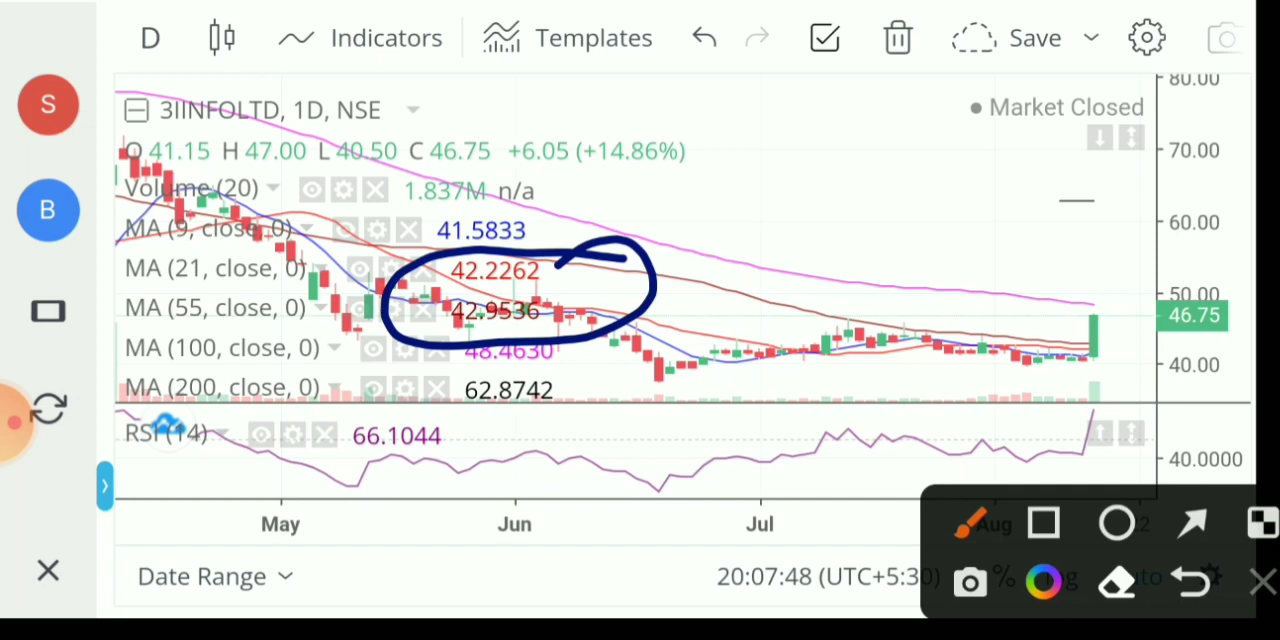 D Indicators Templates Save
S
80.00
3IINFOLTD, 1D, NSE
Market Closed
O 41.15 H 47.00 L 40.50 C 46.75 +6.05 (+14.86%)
70.00
Volume (20) 1.837M n/a
B
60.00
MA (9, close, 0) 41.5833
MA (21, close, 0) 42.2262
50.00
MA (55, close, 0) 42.9536
46.75
MA (100, close, 0) 48.4630
40.00
MA (200, close, 0) 62.8742
RSI (14) 66.1044
40.0000
May Jun Jul Aug
Date Range
20:07:48 (UTC+5:30)
%